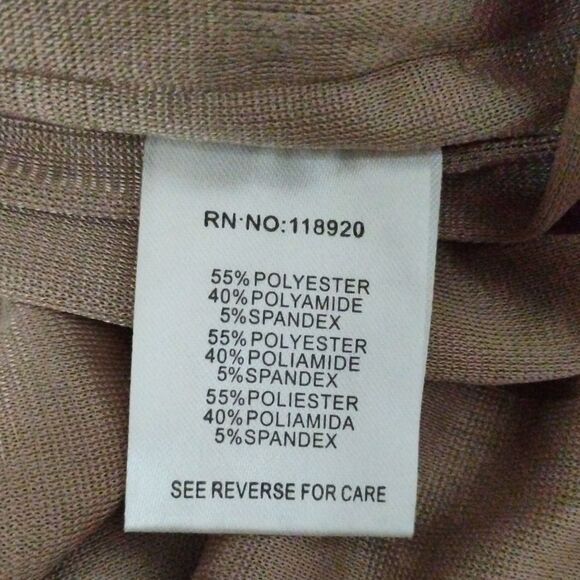 RN·NO:118920
55%POLYESTER
40%POLYAMIDE
5%SPANDEX
55%POLYESTER
40%POLIAMIDE
5%SPANDEX
55%POLIESTER
40%POLIAMIDA
5%SPANDEX
SEE REVERSE FOR CARE